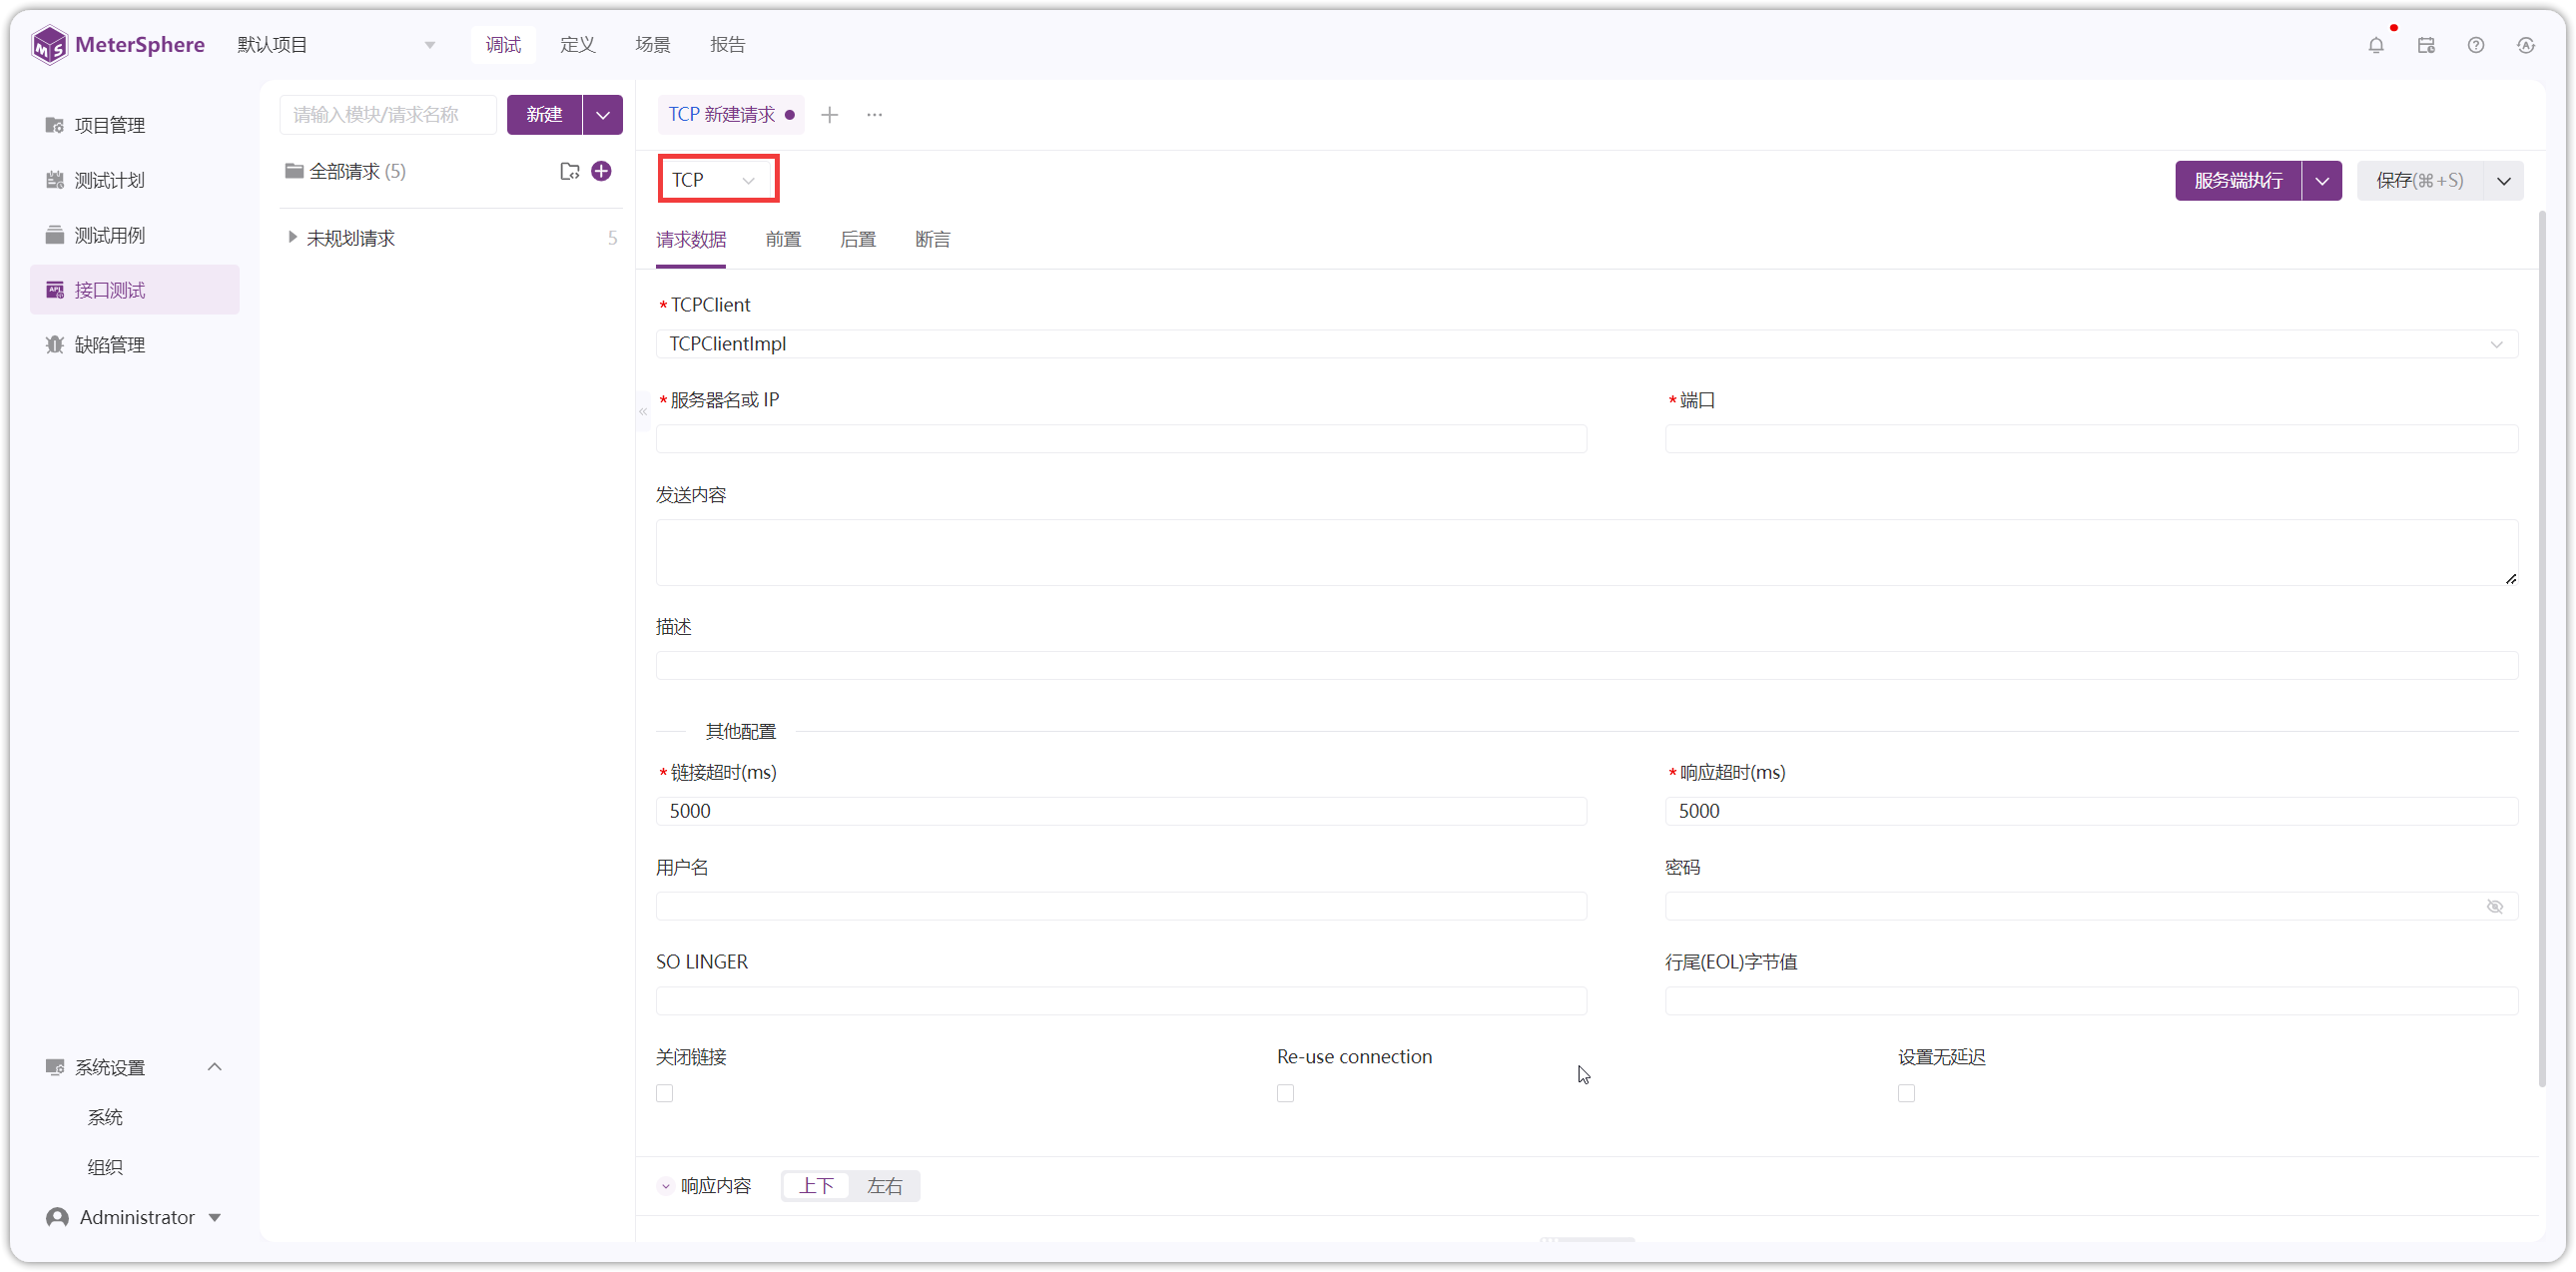 MeterSphere 默认项目 调试 定义 场景 报告
项目管理
测试计划
测试用例
接口测试
缺陷管理
系统设置
系统
组织
Administrator
请输入模块/请求名称 新建
全部请求 (5)
未规划请求 5
TCP 新建请求
TCP 服务端执行 保存(⌘+S)
请求数据 前置 后置 断言
* TCPClient
TCPClientImpl
* 服务器名或 IP * 端口
发送内容
描述
其他配置
* 链接超时(ms) * 响应超时(ms)
5000 5000
用户名 密码
SO LINGER 行尾(EOL)字节值
关闭链接 Re-use connection 设置无延迟
响应内容 上下 左右